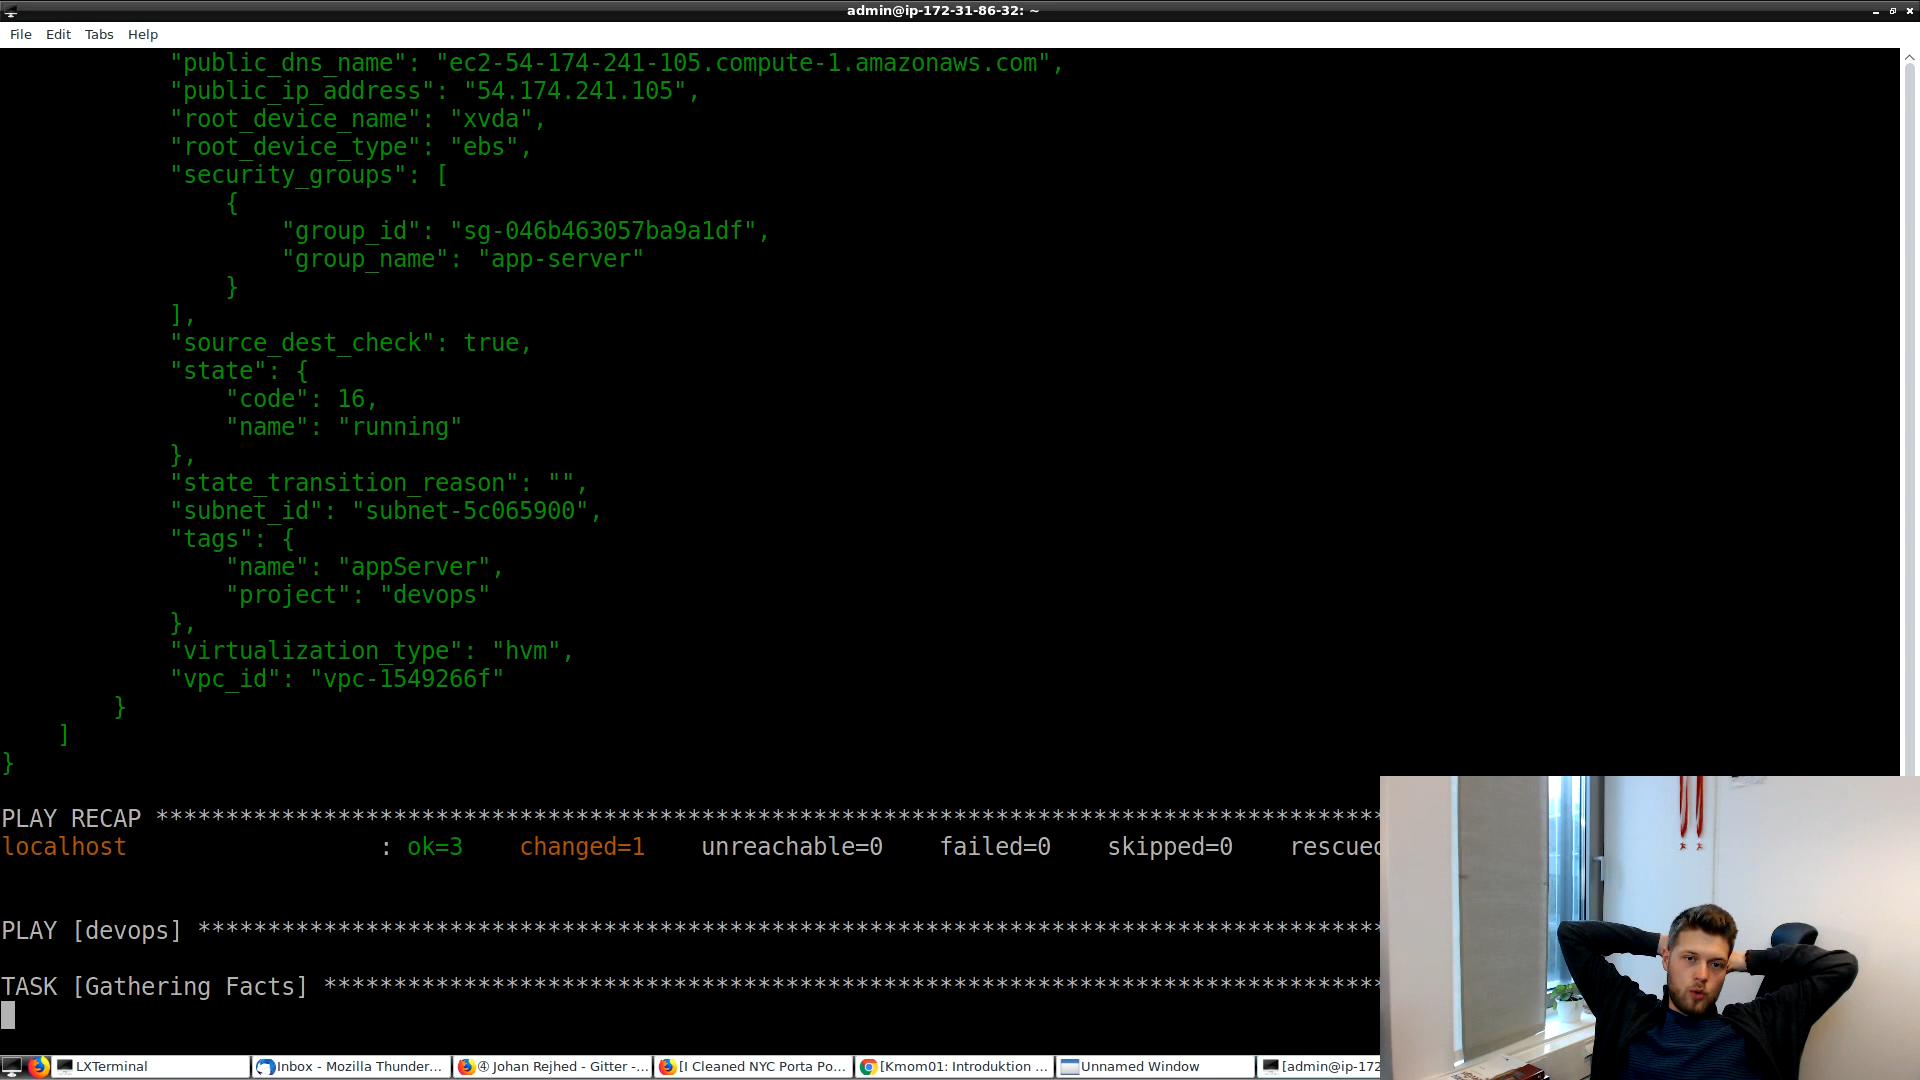 admin@ip-172-31-86-32: ~
File Edit Tabs Help
"public_dns_name": "ec2-54-174-241-105.compute-1.amazonaws.com",
"public_ip_address": "54.174.241.105",
"root_device_name": "xvda",
"root_device_type": "ebs",
"security_groups": [
{
"group_id": "sg-046b463057ba9a1df",
"group_name": "app-server"
}
],
"source_dest_check": true,
"state": {
"code": 16,
"name": "running"
},
"state_transition_reason": "",
"subnet_id": "subnet-5c065900",
"tags": {
"name": "appServer",
"project": "devops"
},
"virtualization_type": "hvm",
"vpc_id": "vpc-1549266f"
}
]
}
PLAY RECAP ****************************************************************************************
localhost : ok=3 changed=1 unreachable=0 failed=0 skipped=0 rescued
PLAY [devops] *************************************************************************************
TASK [Gathering Facts] ****************************************************************************
LXTerminal Inbox - Mozilla Thunder... ④ Johan Rejhed - Gitter -... [I Cleaned NYC Porta Po... [Kmom01: Introduktion ... Unnamed Window [admin@ip-172